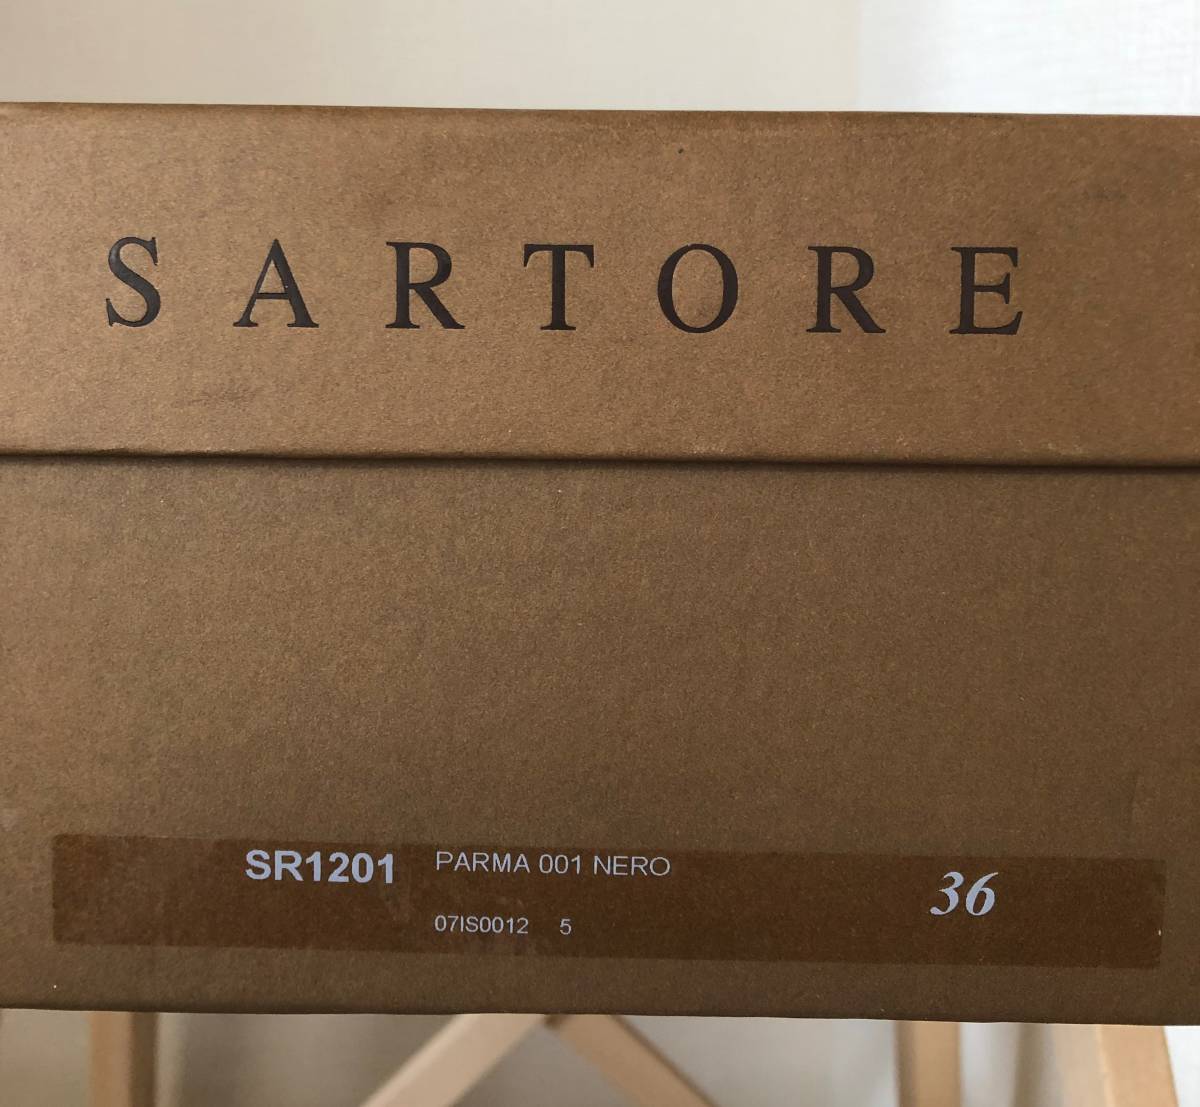 SARTORE
SR1201 PARMA 001 NERO 36
07IS0012 5